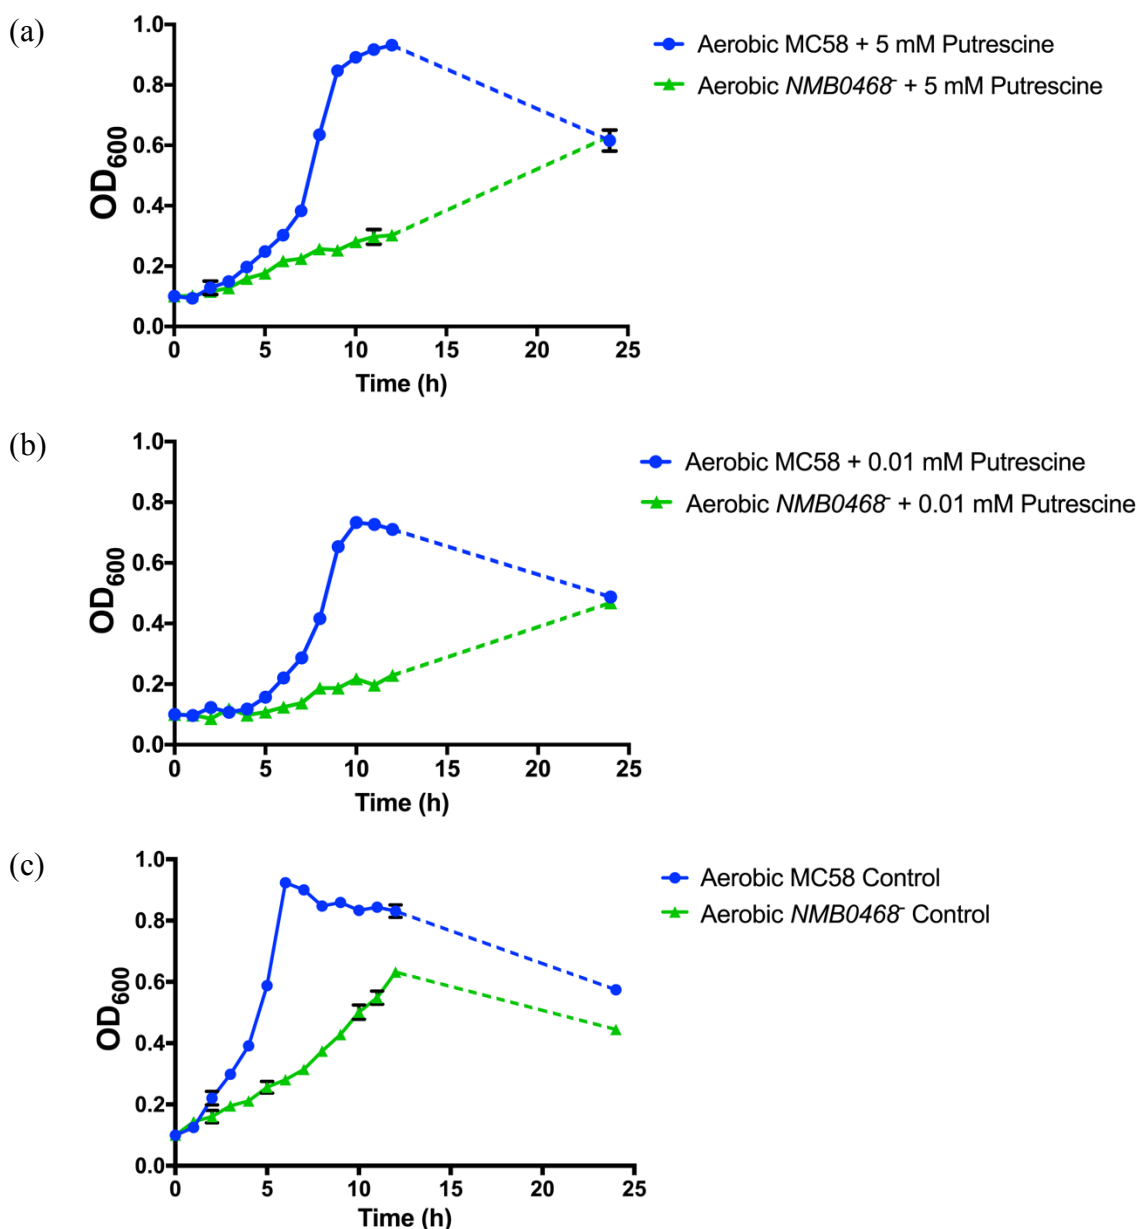 (a)
1.0
0.8
0.6
0.4
0.2
0.0
OD600
0 5 10 15 20 25
Time (h)
Aerobic MC58 + 5 mM Putrescine
Aerobic NMB0468- + 5 mM Putrescine
(b)
1.0
0.8
0.6
0.4
0.2
0.0
OD600
0 5 10 15 20 25
Time (h)
Aerobic MC58 + 0.01 mM Putrescine
Aerobic NMB0468- + 0.01 mM Putrescine
(c)
1.0
0.8
0.6
0.4
0.2
0.0
OD600
0 5 10 15 20 25
Time (h)
Aerobic MC58 Control
Aerobic NMB0468- Control